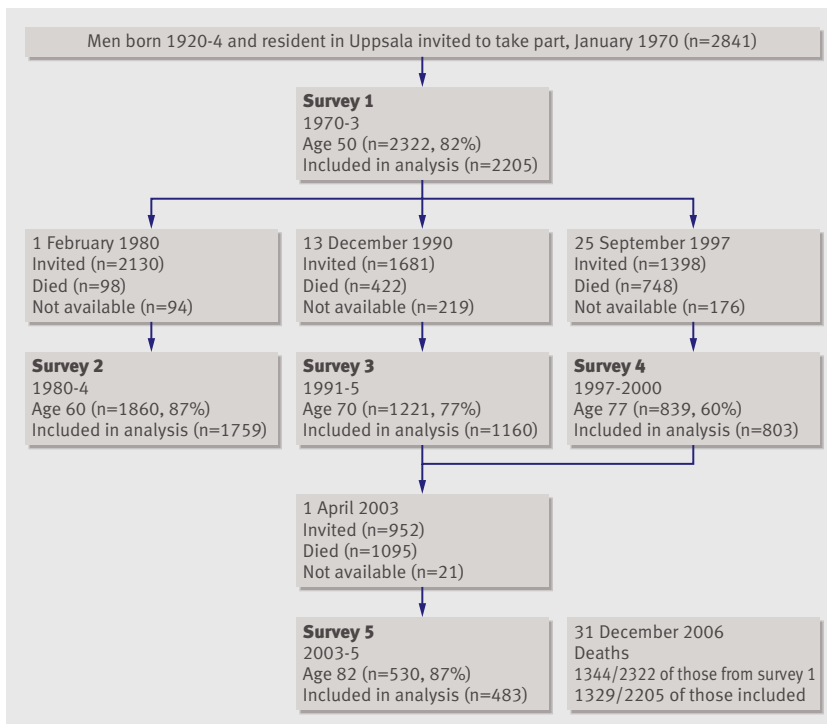 Men born 1920-4 and resident in Uppsala invited to take part, January 1970 (n=2841)
Survey 1
1970-3
Age 50 (n=2322, 82%)
Included in analysis (n=2205)
1 February 1980
Invited (n=2130)
Died (n=98)
Not available (n=94)
13 December 1990
Invited (n=1681)
Died (n=422)
Not available (n=219)
25 September 1997
Invited (n=1398)
Died (n=748)
Not available (n=176)
Survey 2
1980-4
Age 60 (n=1860, 87%)
Included in analysis (n=1759)
Survey 3
1991-5
Age 70 (n=1221, 77%)
Included in analysis (n=1160)
Survey 4
1997-2000
Age 77 (n=839, 60%)
Included in analysis (n=803)
1 April 2003
Invited (n=952)
Died (n=1095)
Not available (n=21)
Survey 5
2003-5
Age 82 (n=530, 87%)
Included in analysis (n=483)
31 December 2006
Deaths
1344/2322 of those from survey 1
1329/2205 of those included